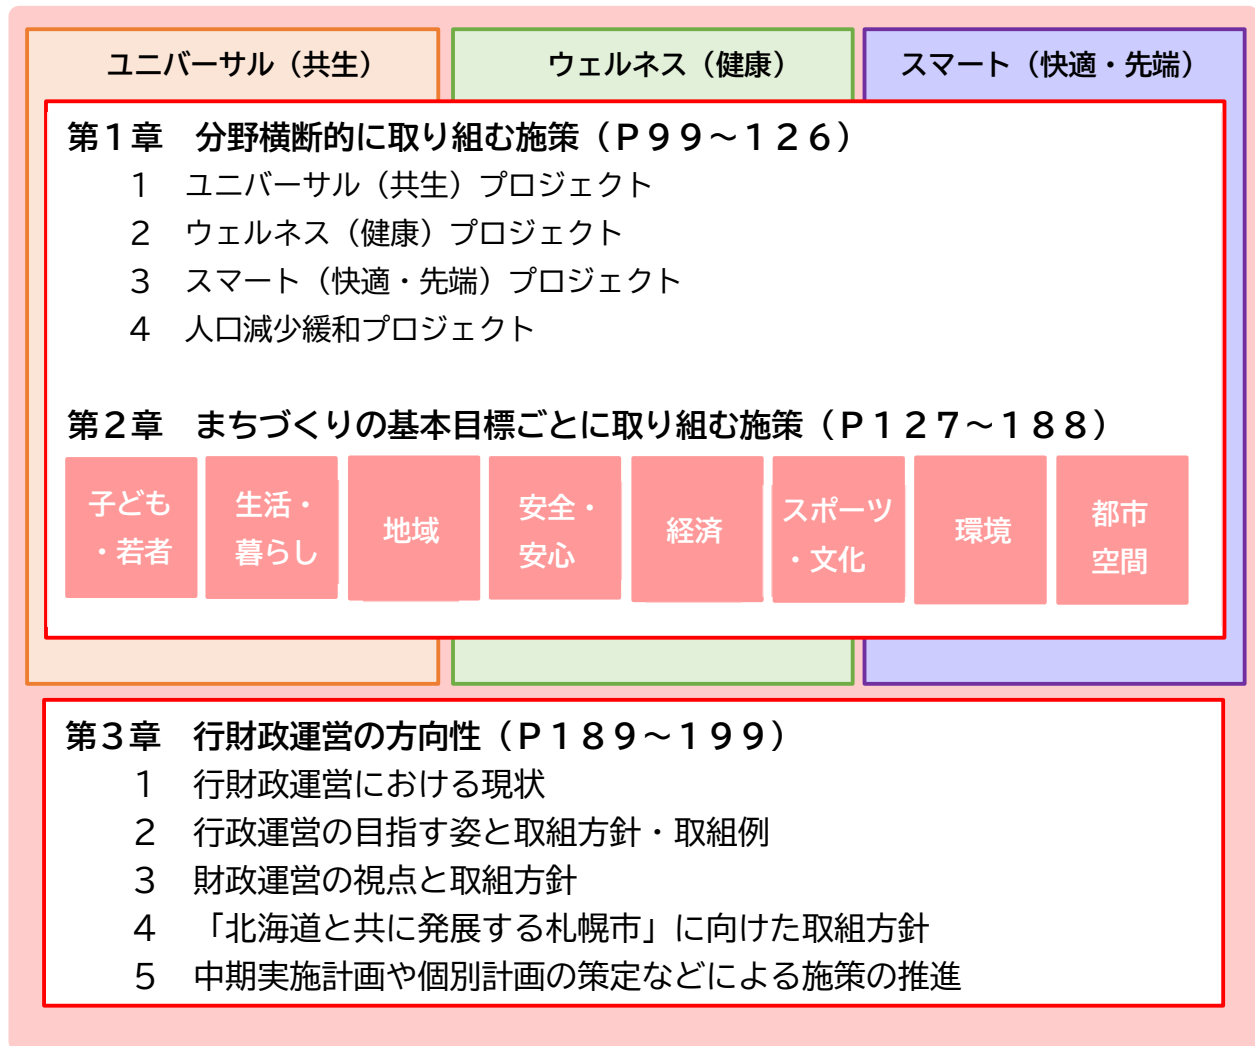 ユニバーサル（共生）
ウェルネス（健康）
スマート（快適・先端）
第１章　分野横断的に取り組む施策（Ｐ９９～１２６）
１　ユニバーサル（共生）プロジェクト
２　ウェルネス（健康）プロジェクト
３　スマート（快適・先端）プロジェクト
４　人口減少緩和プロジェクト
第２章　まちづくりの基本目標ごとに取り組む施策（Ｐ１２７～１８８）
子ども
・若者
生活・
暮らし
地域
安全・
安心
経済
スポーツ
・文化
環境
都市
空間
第３章　行財政運営の方向性（Ｐ１８９～１９９）
１　行財政運営における現状
２　行政運営の目指す姿と取組方針・取組例
３　財政運営の視点と取組方針
４　「北海道と共に発展する札幌市」に向けた取組方針
５　中期実施計画や個別計画の策定などによる施策の推進